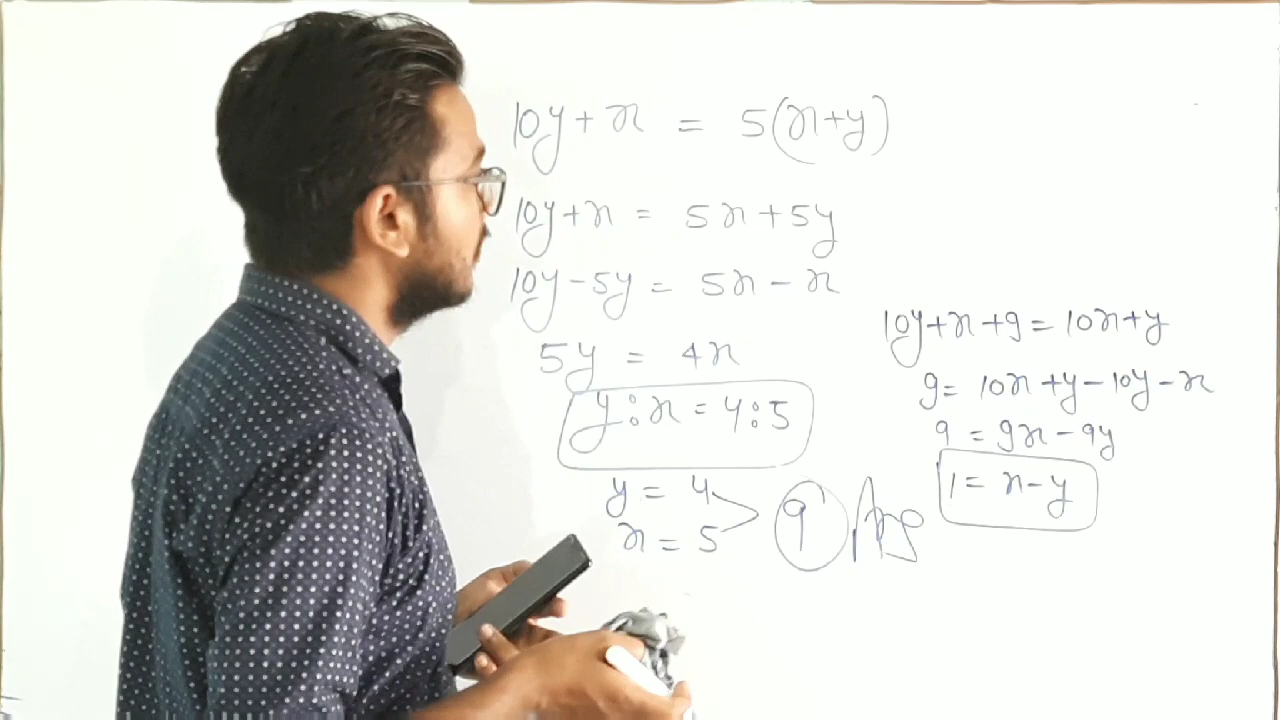 10y+x = 5(x+y)
10y+x = 5x+5y
10y-5y = 5x-x
5y = 4x
y:x = 4:5
y = 4
x = 5
9 Ans
10y+x+9=10x+y
9= 10x+y-10y-x
9 = 9x-9y
1= x-y